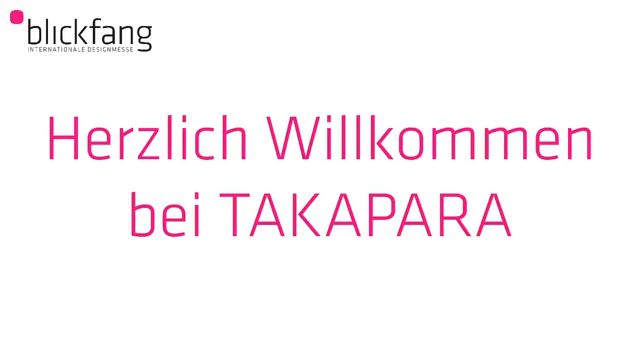 blickfang
INTERNATIONALE DESIGNMESSE
Herzlich Willkommen
bei TAKAPARA